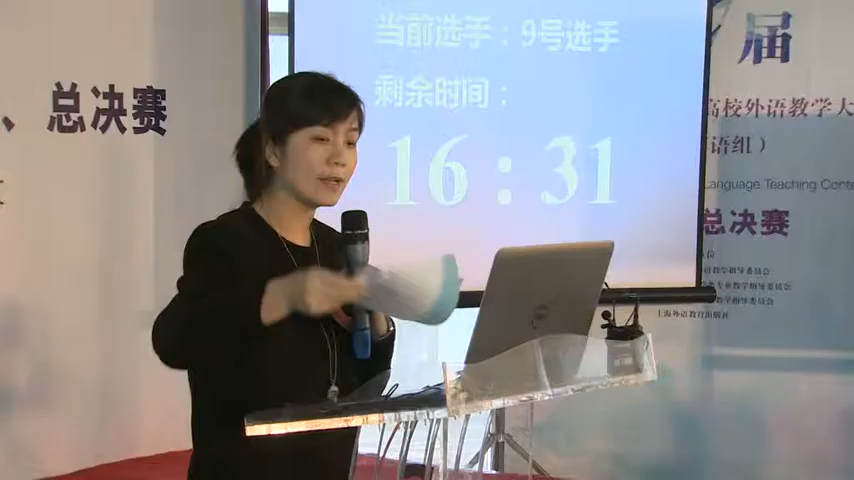 、总决赛
当前选手：9号选手
剩余时间：
16：31
届
高校外语教学大
语组）
Language Teaching Conte
总决赛
上海外语教育出版社